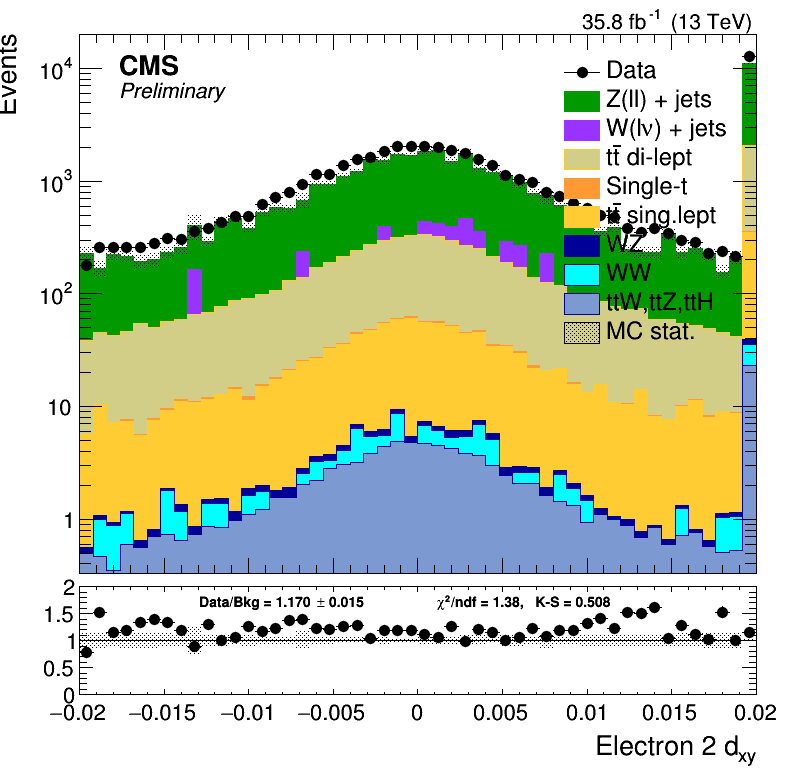 35.8 fb⁻¹ (13 TeV)
Events
CMS
Preliminary
Data
Z(ll) + jets
W(lν) + jets
tt̄ di-lept
Single-t
tt̄ sing.lept
WZ
WW
ttW,ttZ,ttH
MC stat.
10⁴
10³
10²
10
1
2
1.5
1
0.5
0
Data/Bkg = 1.170 ± 0.015 χ²/ndf = 1.38, K-S = 0.508
−0.02 −0.015 −0.01 −0.005 0 0.005 0.01 0.015 0.02
Electron 2 d_xy